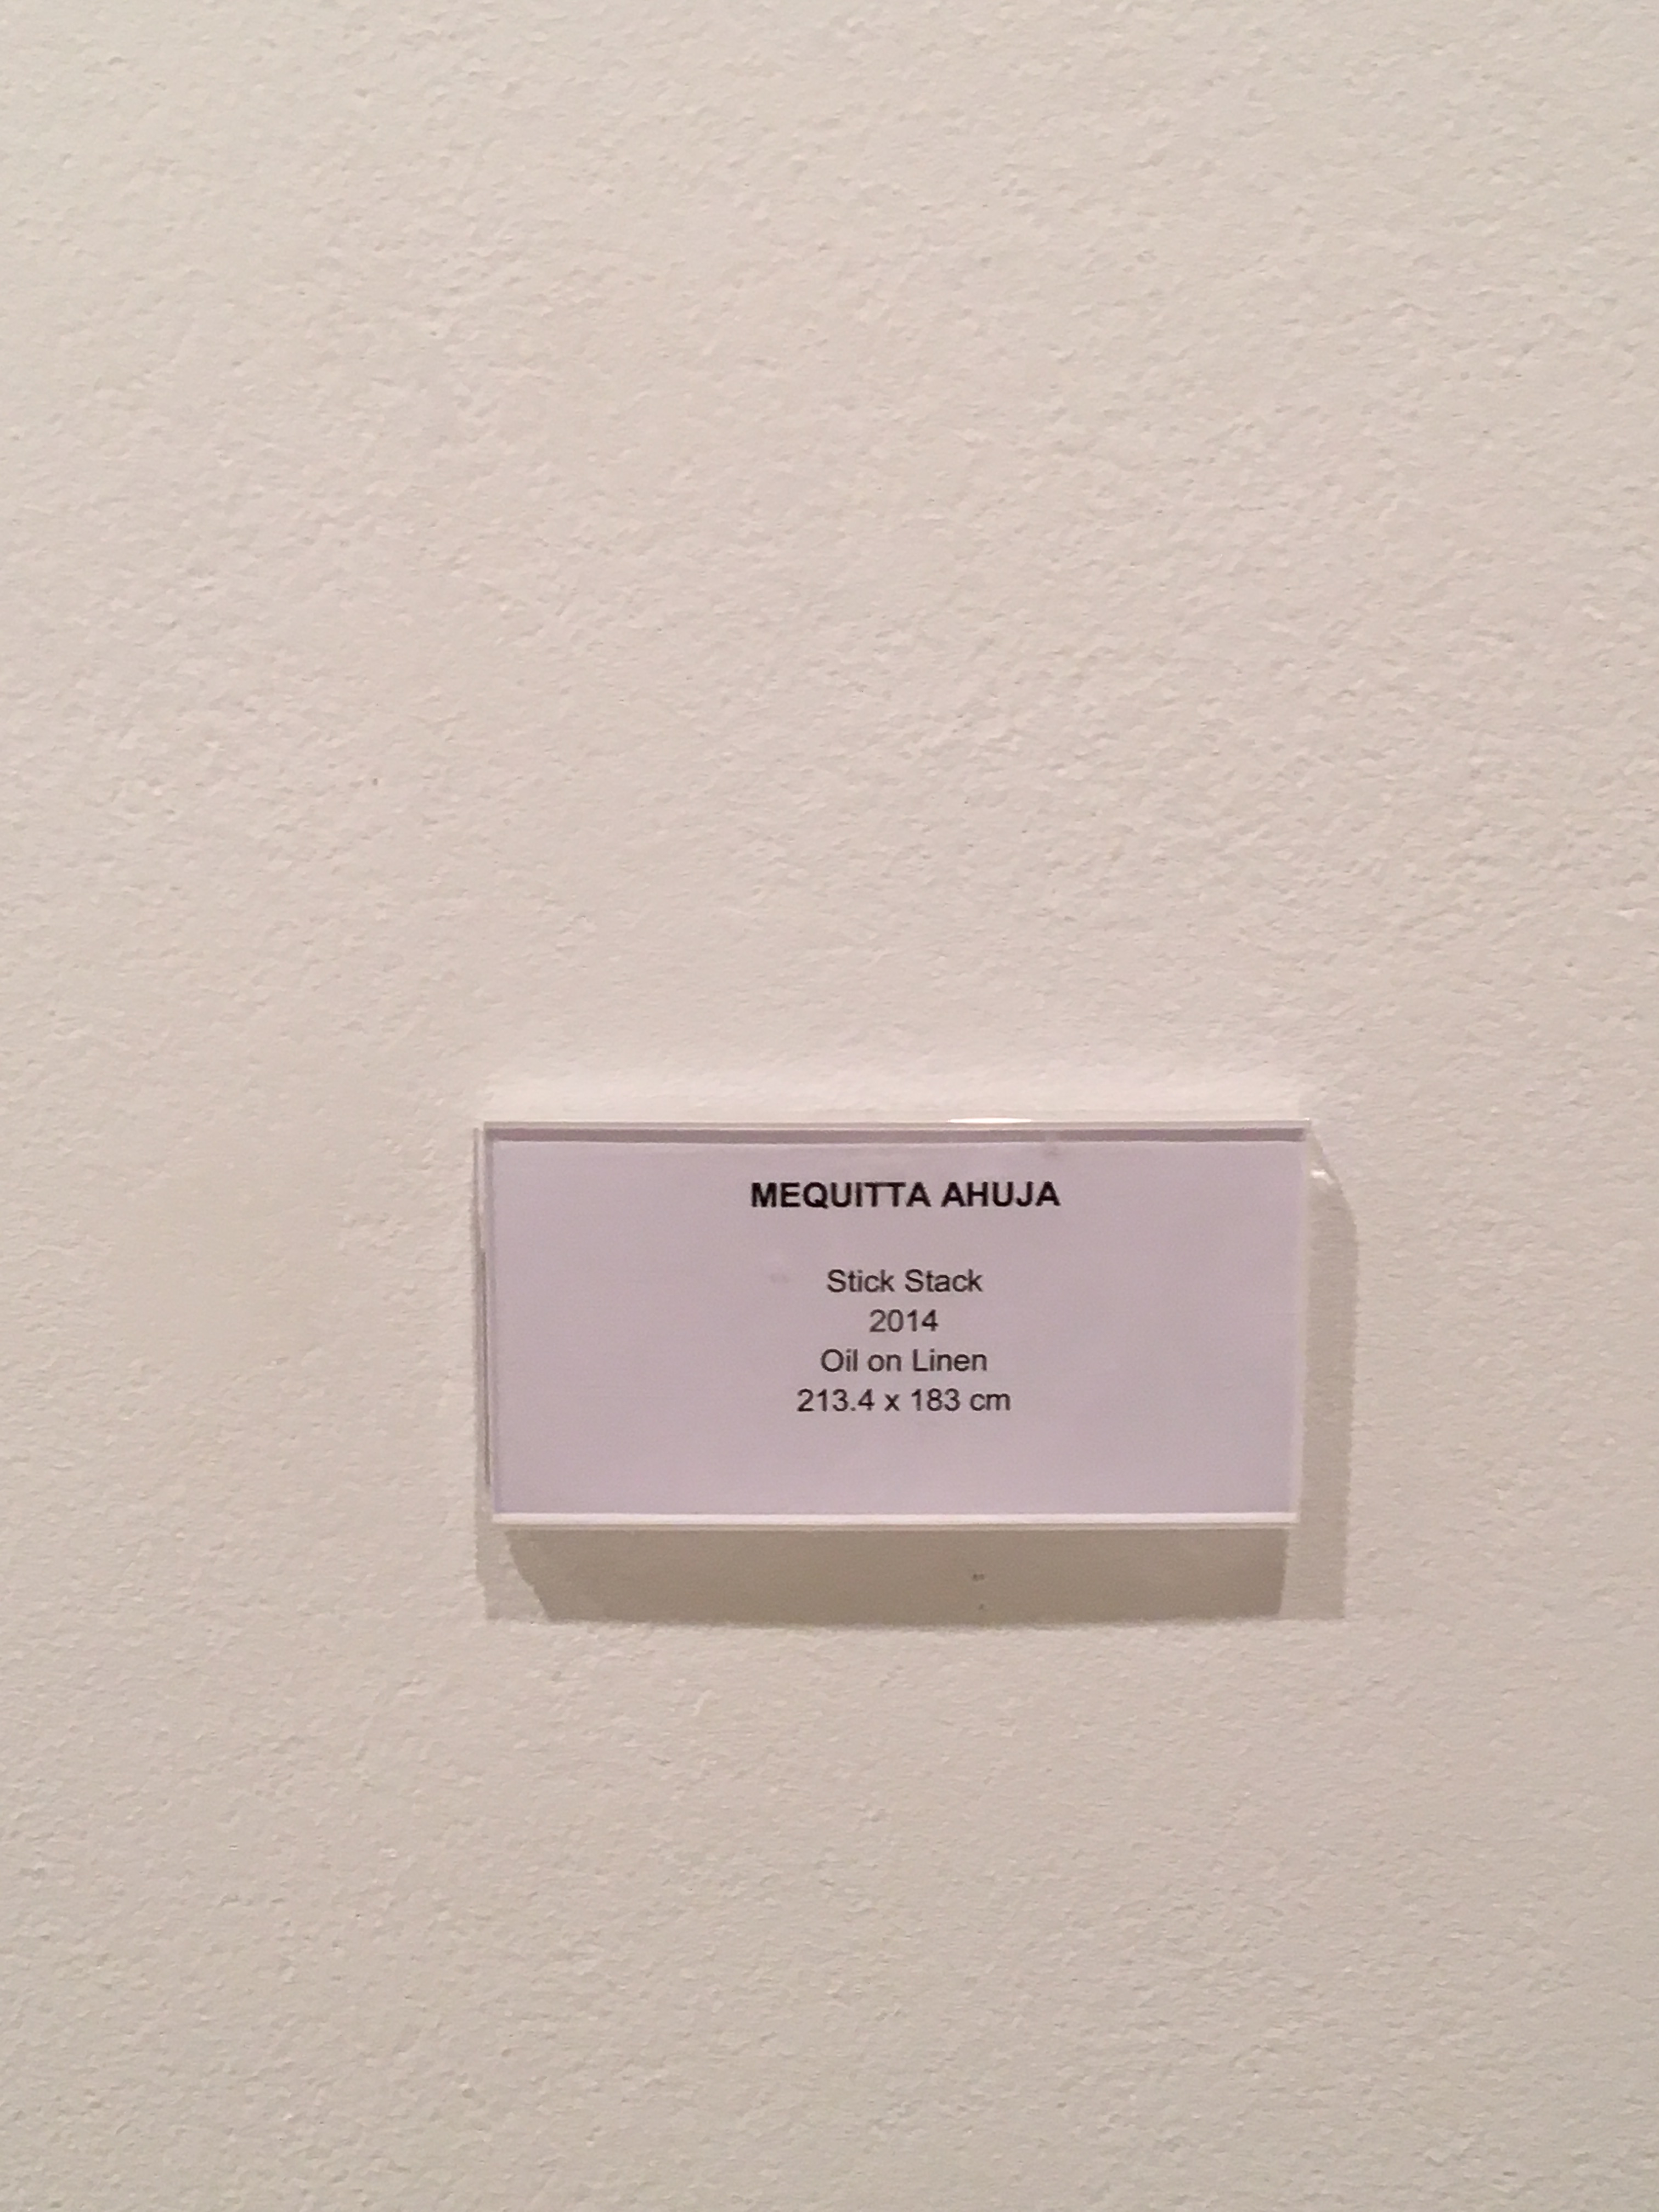 MEQUITTA AHUJA
Stick Stack
2014
Oil on Linen
213.4 x 183 cm